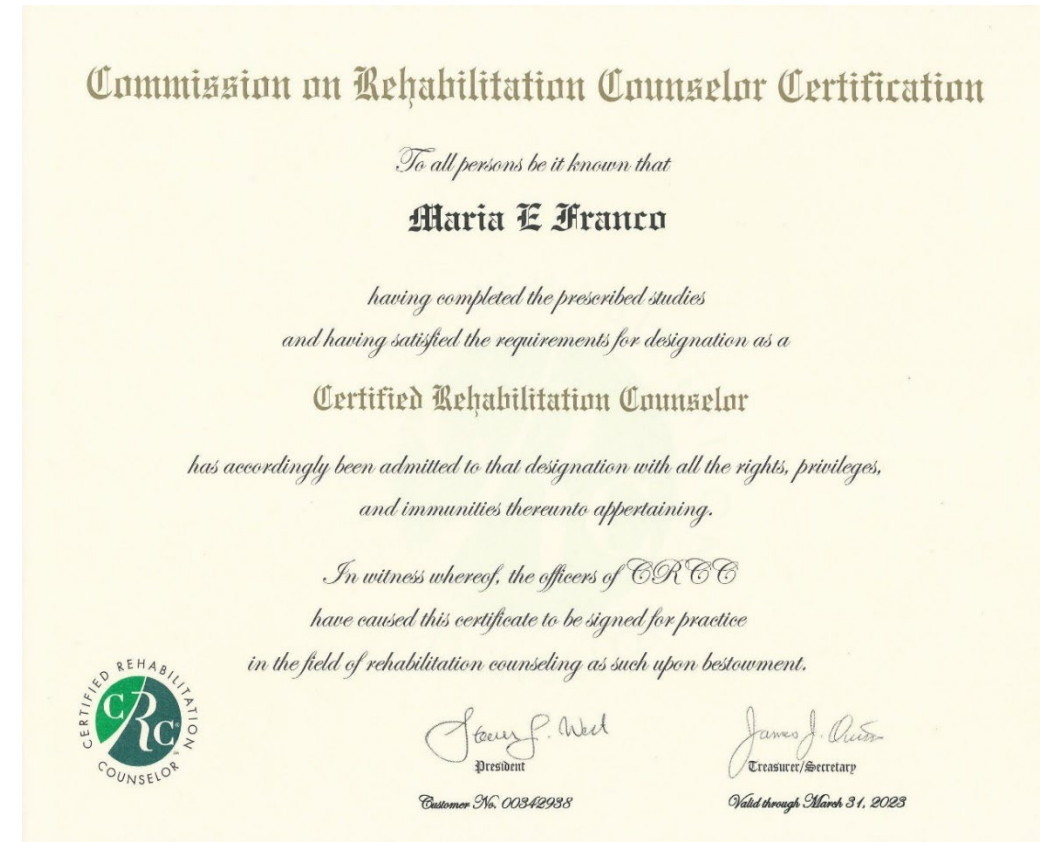 Commission on Rehabilitation Counselor Certification
To all persons be it known that
Maria E Franco
having completed the prescribed studies
and having satisfied the requirements for designation as a
Certified Rehabilitation Counselor
has accordingly been admitted to that designation with all the rights, privileges,
and immunities thereunto appertaining.
In witness whereof, the officers of CRCC
have caused this certificate to be signed for practice
in the field of rehabilitation counseling as such upon bestowment.
CERTIFIED REHABILITATION COUNSELOR
CRC
President
Treasurer/Secretary
Customer No. 00342938
Valid through March 31, 2023